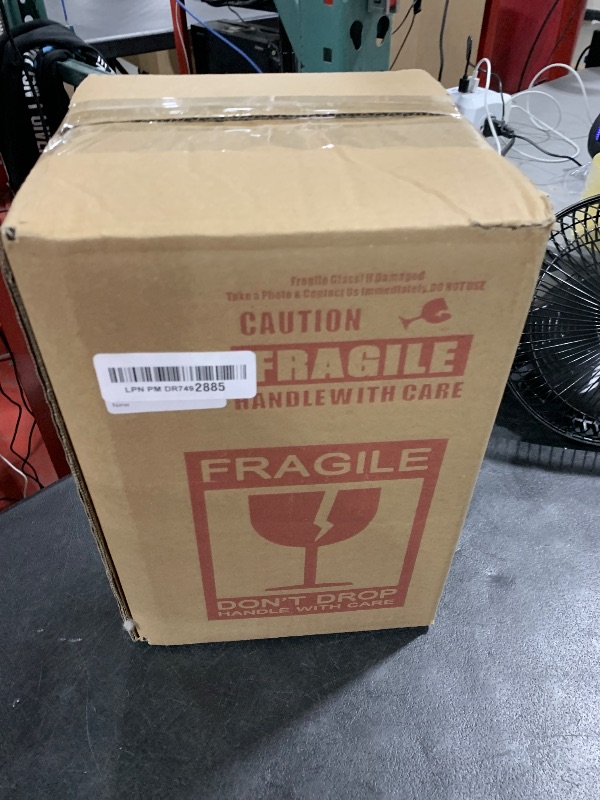 Fragile Glass! If Damaged
Take a Photo & Contact Us Immediately, DO NOT USE
CAUTION
FRAGILE
HANDLE WITH CARE
LPN PM DR7492885
FRAGILE
DON'T DROP
HANDLE WITH CARE